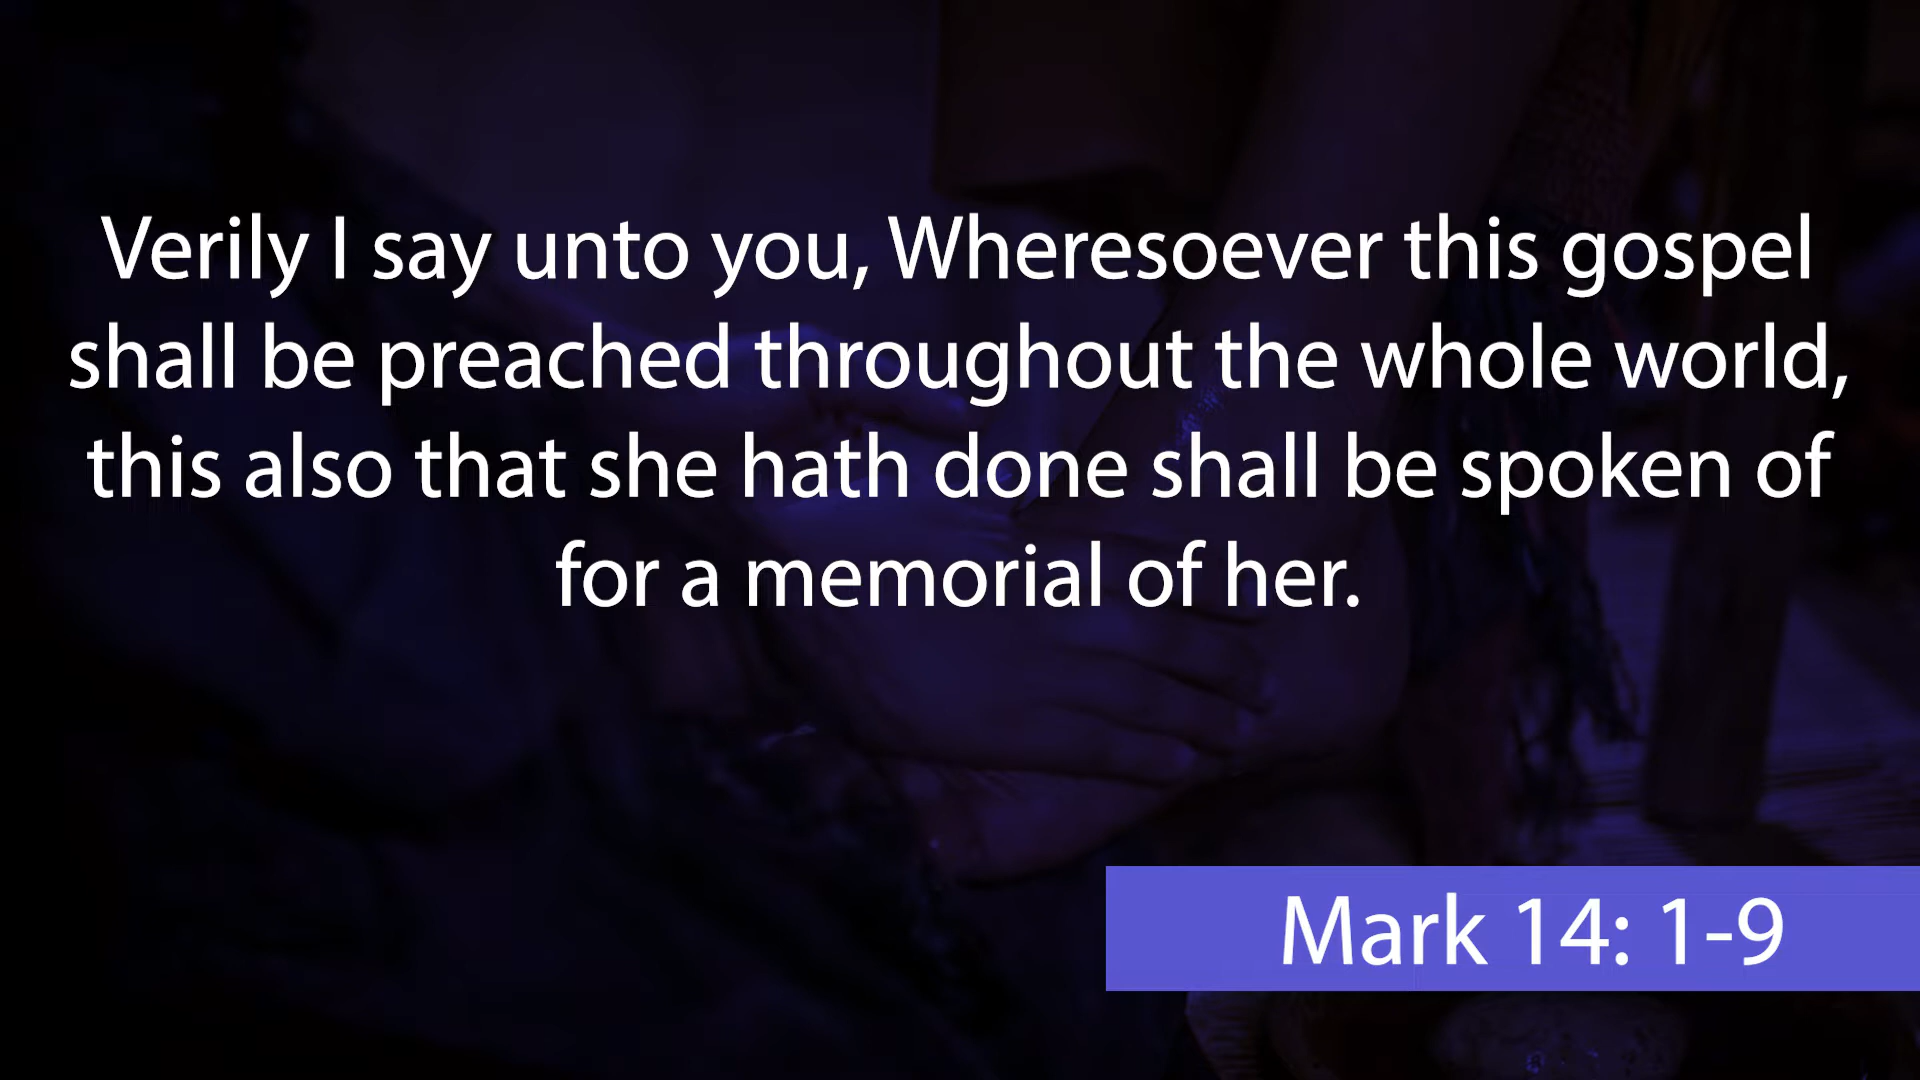 Verily I say unto you, Wheresoever this gospel
shall be preached throughout the whole world,
this also that she hath done shall be spoken of
for a memorial of her.
Mark 14: 1-9